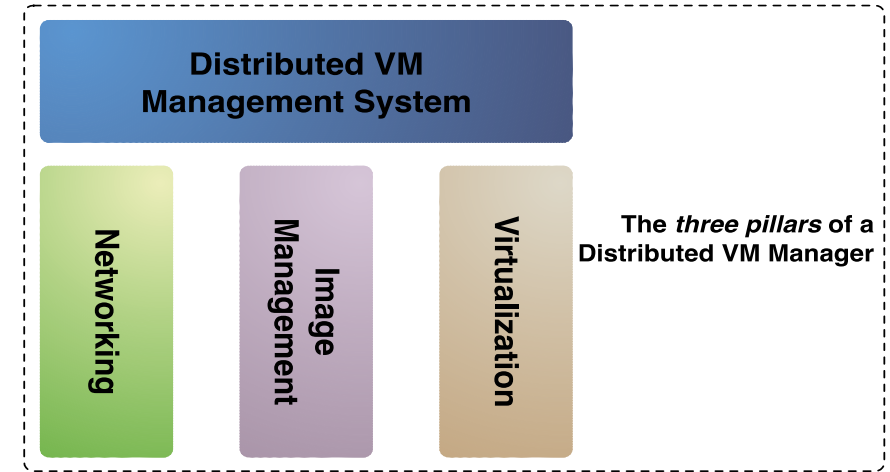 Distributed VM
Management System
Networking
Image
Management
Virtualization
The three pillars of a
Distributed VM Manager